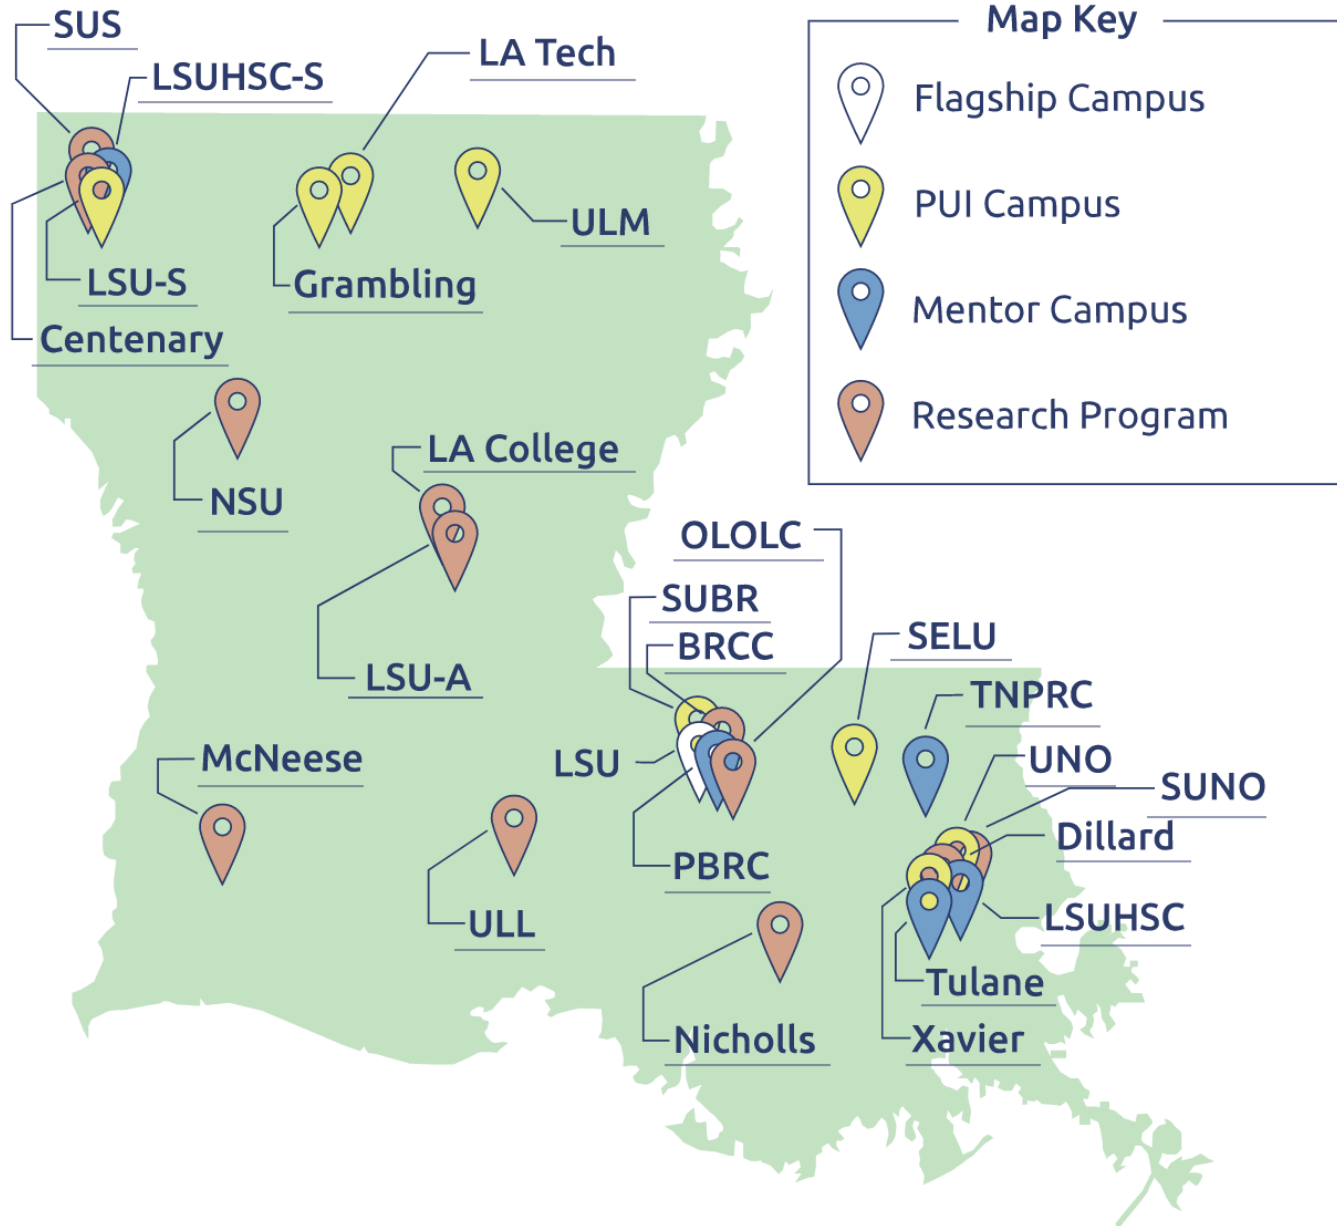 SUS
LSUHSC-S
LA Tech
ULM
Grambling
LSU-S
Centenary
NSU
LA College
LSU-A
McNeese
ULL
OLOLC
SUBR
BRCC
LSU
PBRC
SELU
TNPRC
UNO
SUNO
Dillard
LSUHSC
Tulane
Xavier
Nicholls
Map Key
Flagship Campus
PUI Campus
Mentor Campus
Research Program